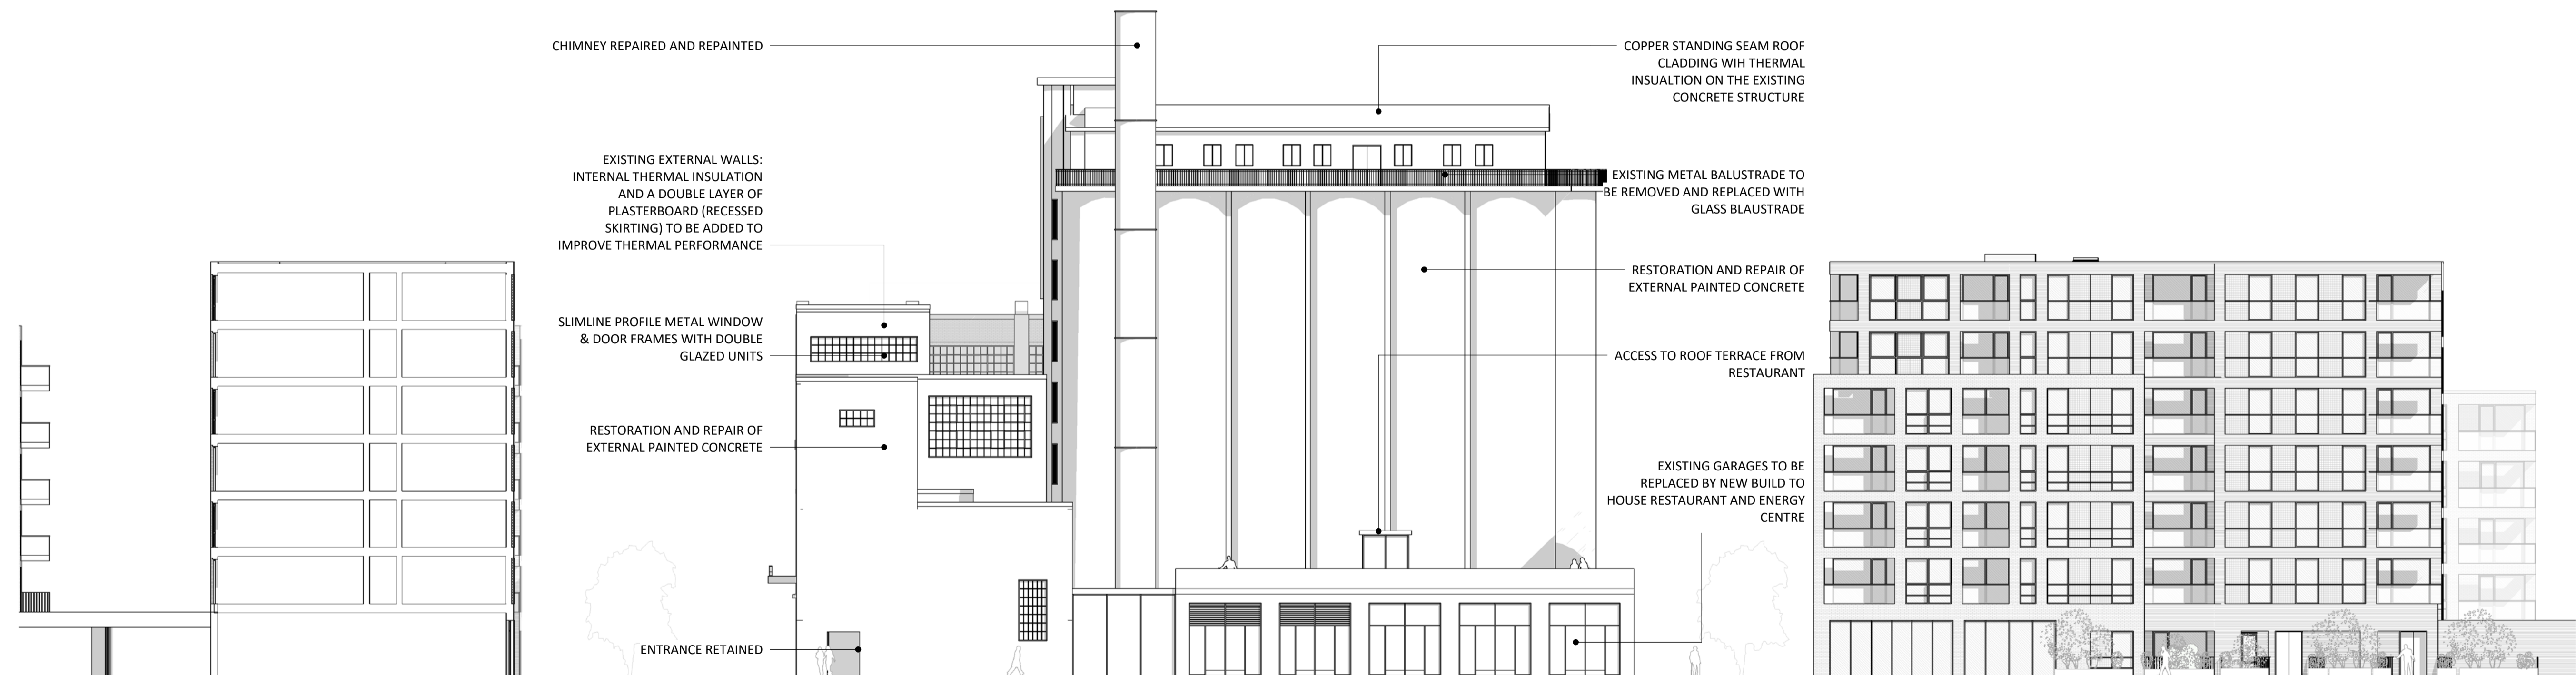 CHIMNEY REPAIRED AND REPAINTED
EXISTING EXTERNAL WALLS:
INTERNAL THERMAL INSULATION
AND A DOUBLE LAYER OF
PLASTERBOARD (RECESSED
SKIRTING) TO BE ADDED TO
IMPROVE THERMAL PERFORMANCE
SLIMLINE PROFILE METAL WINDOW
& DOOR FRAMES WITH DOUBLE
GLAZED UNITS
RESTORATION AND REPAIR OF
EXTERNAL PAINTED CONCRETE
ENTRANCE RETAINED
COPPER STANDING SEAM ROOF
CLADDING WIH THERMAL
INSUALTION ON THE EXISTING
CONCRETE STRUCTURE
EXISTING METAL BALUSTRADE TO
BE REMOVED AND REPLACED WITH
GLASS BLAUSTRADE
RESTORATION AND REPAIR OF
EXTERNAL PAINTED CONCRETE
ACCESS TO ROOF TERRACE FROM
RESTAURANT
EXISTING GARAGES TO BE
REPLACED BY NEW BUILD TO
HOUSE RESTAURANT AND ENERGY
CENTRE